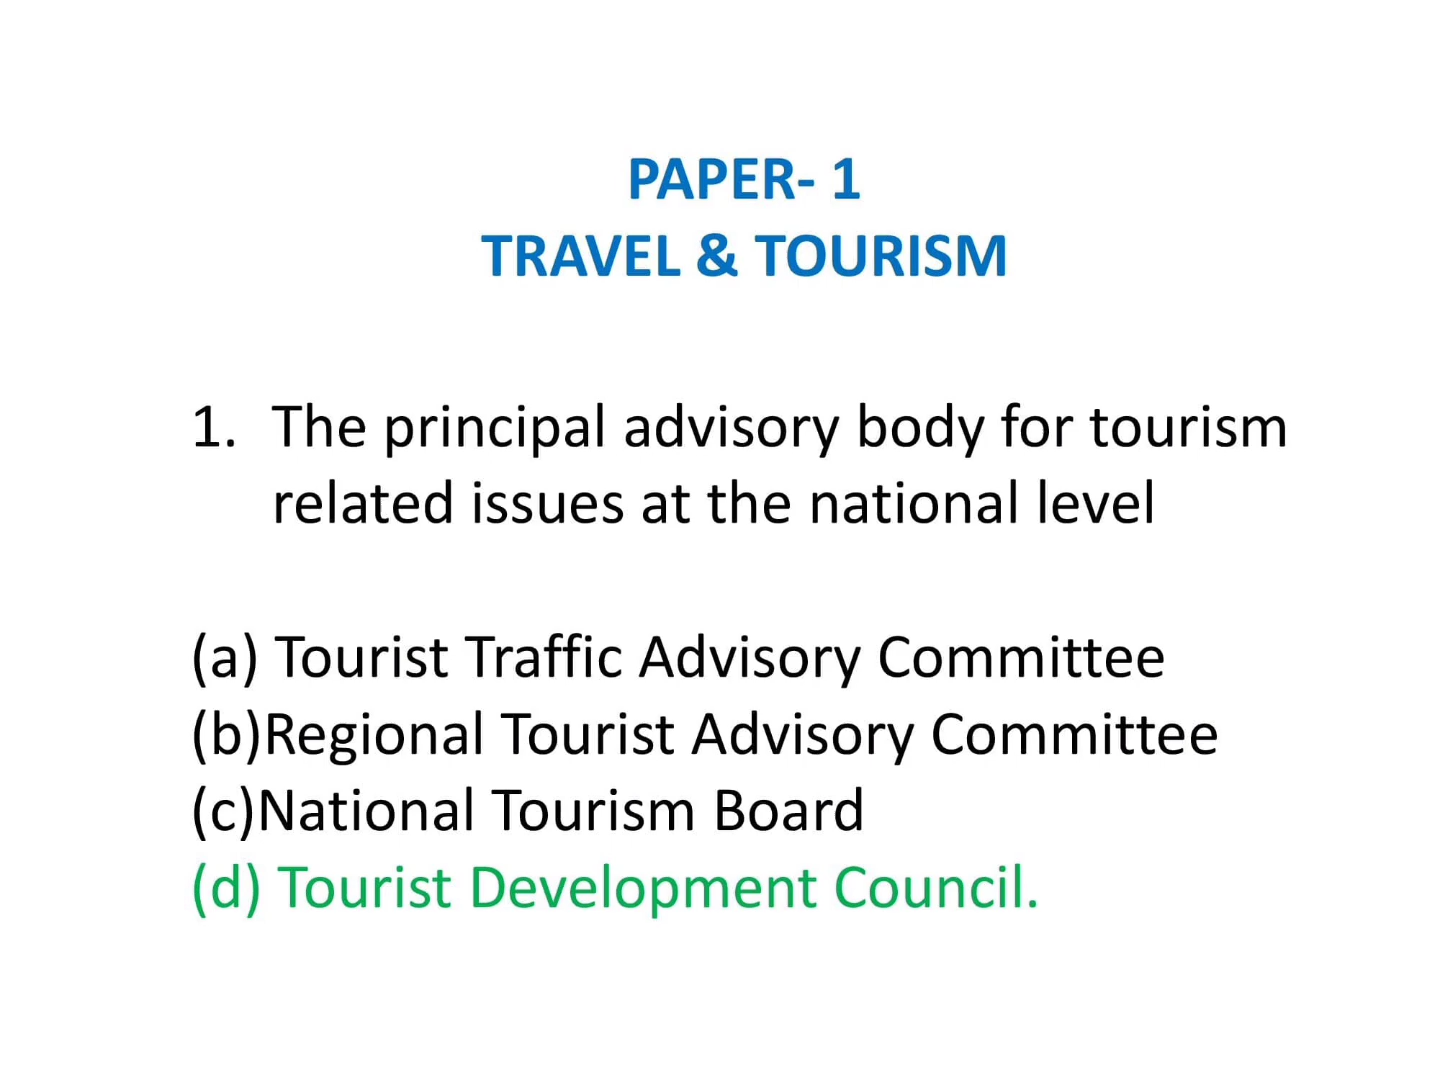 PAPER- 1
TRAVEL & TOURISM
1. The principal advisory body for tourism
related issues at the national level
(a) Tourist Traffic Advisory Committee
(b)Regional Tourist Advisory Committee
(c)National Tourism Board
(d) Tourist Development Council.